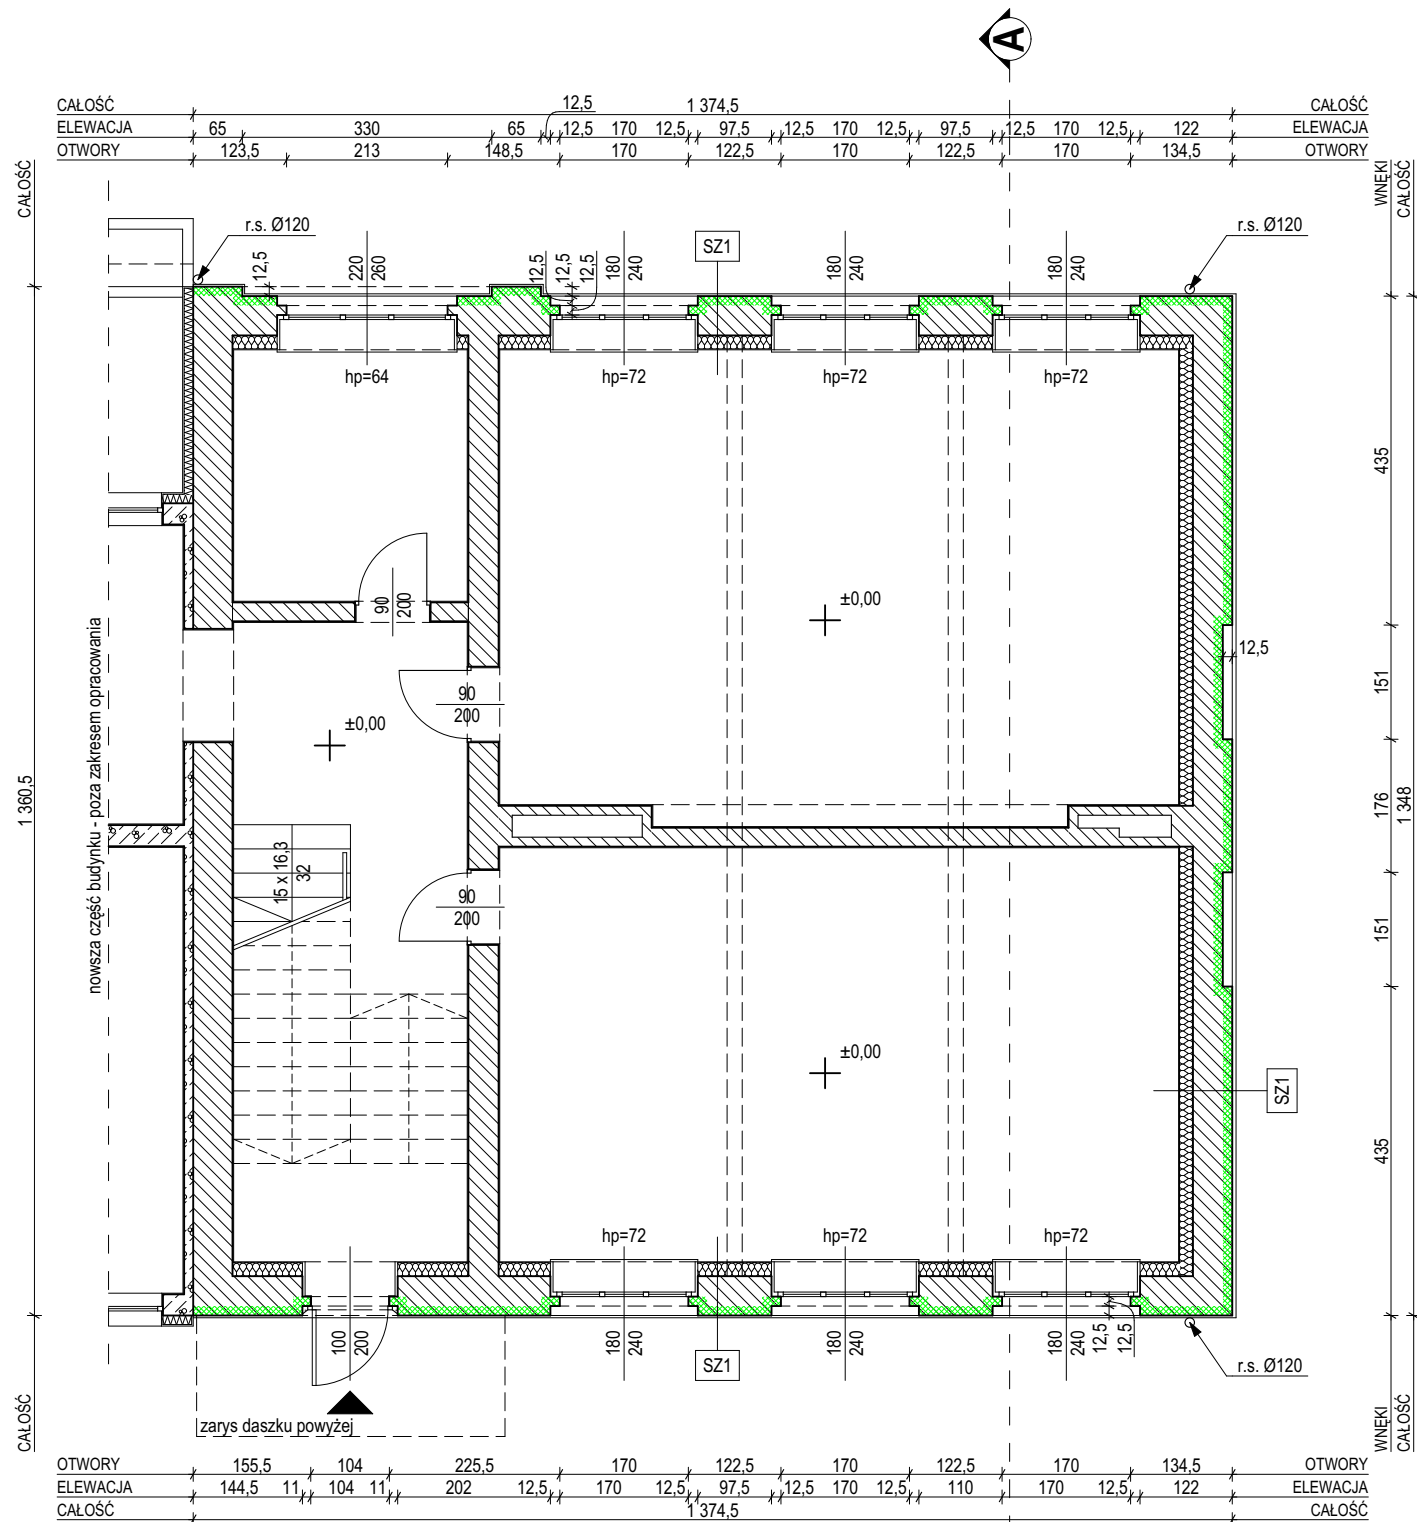 A
CAŁOŚĆ 12,5 1 374,5 CAŁOŚĆ
ELEWACJA 65 330 65 12,5 170 12,5 97,5 12,5 170 12,5 97,5 12,5 170 12,5 122 ELEWACJA
OTWORY 123,5 213 148,5 170 122,5 170 122,5 170 134,5 OTWORY
CAŁOŚĆ
WNĘKI
CAŁOŚĆ
r.s. Ø120
r.s. Ø120
SZ1
12,5
220
260
12,5
12,5
12,5
180
240
180
240
180
240
hp=64
hp=72
hp=72
hp=72
435
90
200
±0,00
12,5
151
90
200
±0,00
nowsza część budynku - poza zakresem opracowania
1 360,5
176
1 348
15 x 16,3
32
90
200
151
±0,00
SZ1
435
hp=72
hp=72
hp=72
100
200
180
240
180
240
180
240
12,5
12,5
SZ1
r.s. Ø120
zarys daszku powyżej
CAŁOŚĆ
WNĘKI
CAŁOŚĆ
OTWORY 155,5 104 225,5 170 122,5 170 122,5 170 134,5 OTWORY
ELEWACJA 144,5 11 104 11 202 12,5 170 12,5 97,5 12,5 170 12,5 110 170 12,5 122 ELEWACJA
CAŁOŚĆ 1 374,5 CAŁOŚĆ